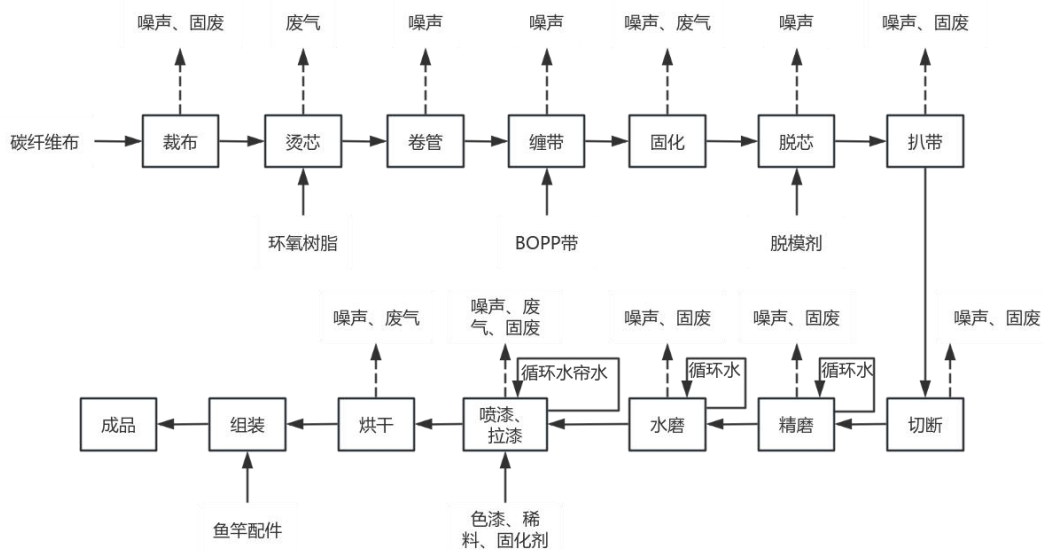 噪声、固废
废气
噪声
噪声
噪声、废气
噪声
噪声、固废
碳纤维布
裁布
烫芯
卷管
缠带
固化
脱芯
扒带
环氧树脂
BOPP带
脱模剂
噪声、废气
噪声、废
气、固废
噪声、固废
噪声、固废
噪声、固废
循环水帘水
循环水
循环水
成品
组装
烘干
喷漆、
拉漆
水磨
精磨
切断
鱼竿配件
色漆、稀
料、固化剂